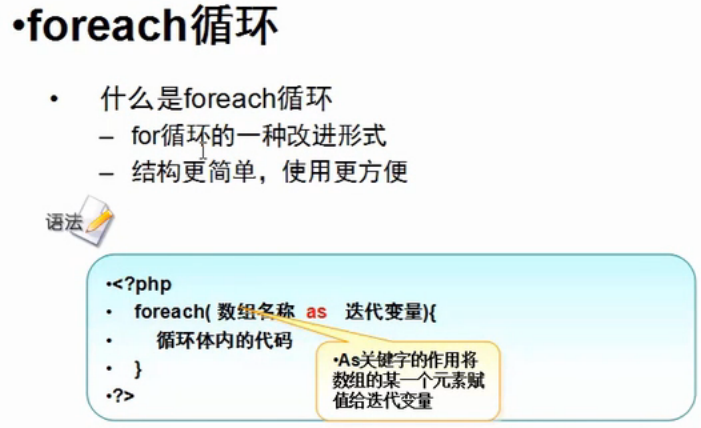 •foreach循环
• 什么是foreach循环
– for循环的一种改进形式
– 结构更简单，使用更方便
语法
•<?php
• foreach( 数组名称 as 迭代变量){
• 循环体内的代码
• }
•?>
•As关键字的作用将
数组的某一个元素赋
值给迭代变量